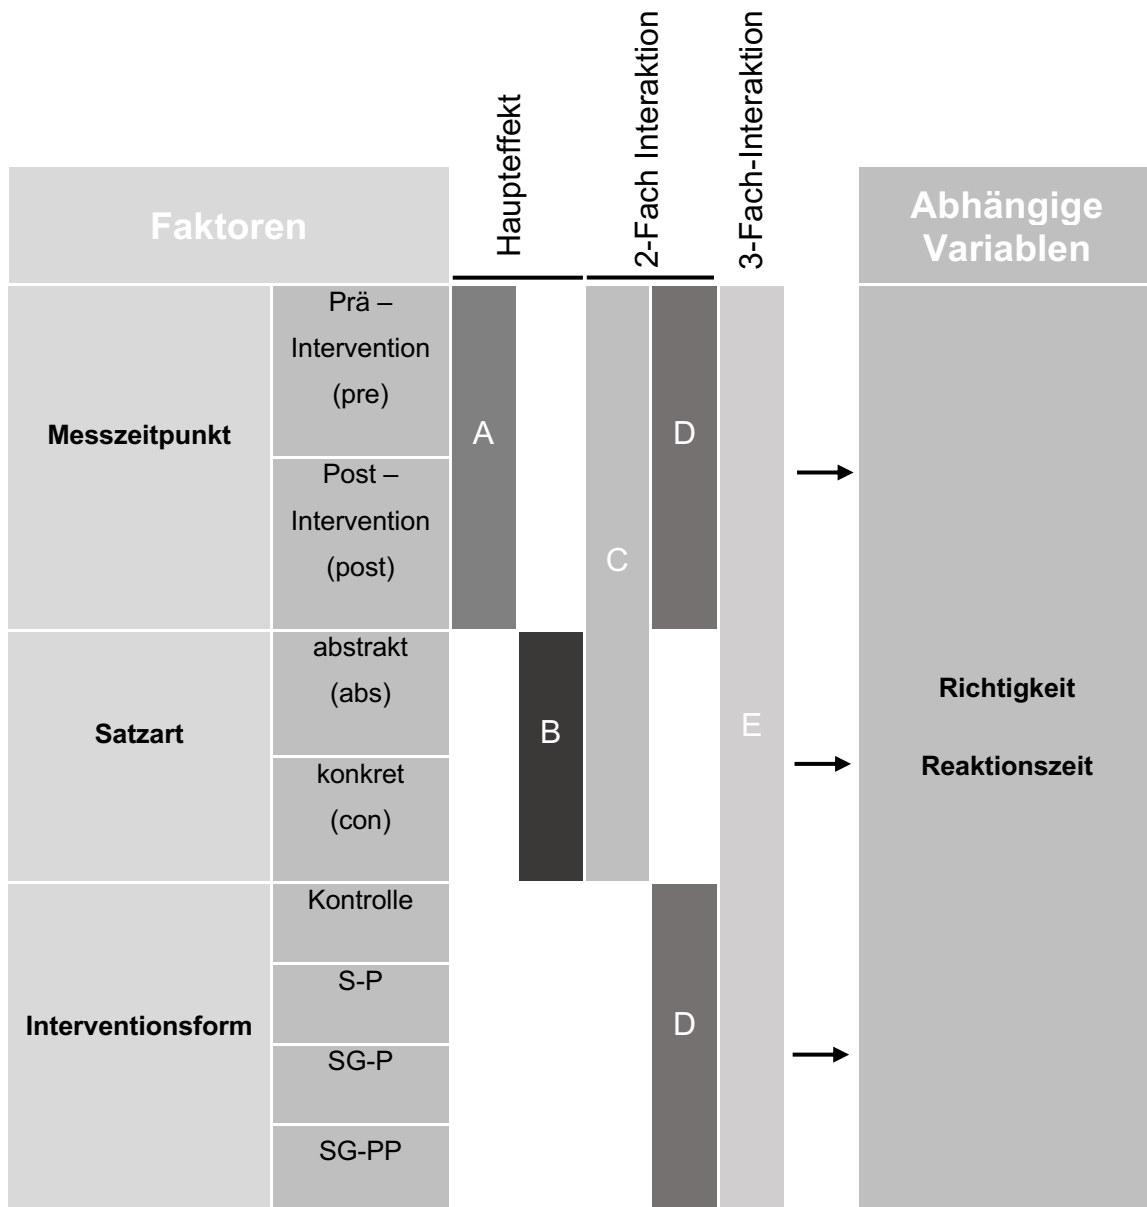 Haupteffekt
2-Fach Interaktion
3-Fach-Interaktion
Faktoren
Abhängige
Variablen
Messzeitpunkt
Prä –
Intervention
(pre)
Post –
Intervention
(post)
A
C
D
Satzart
abstrakt
(abs)
konkret
(con)
B
E
Richtigkeit
Reaktionszeit
Interventionsform
Kontrolle
S-P
SG-P
SG-PP
D